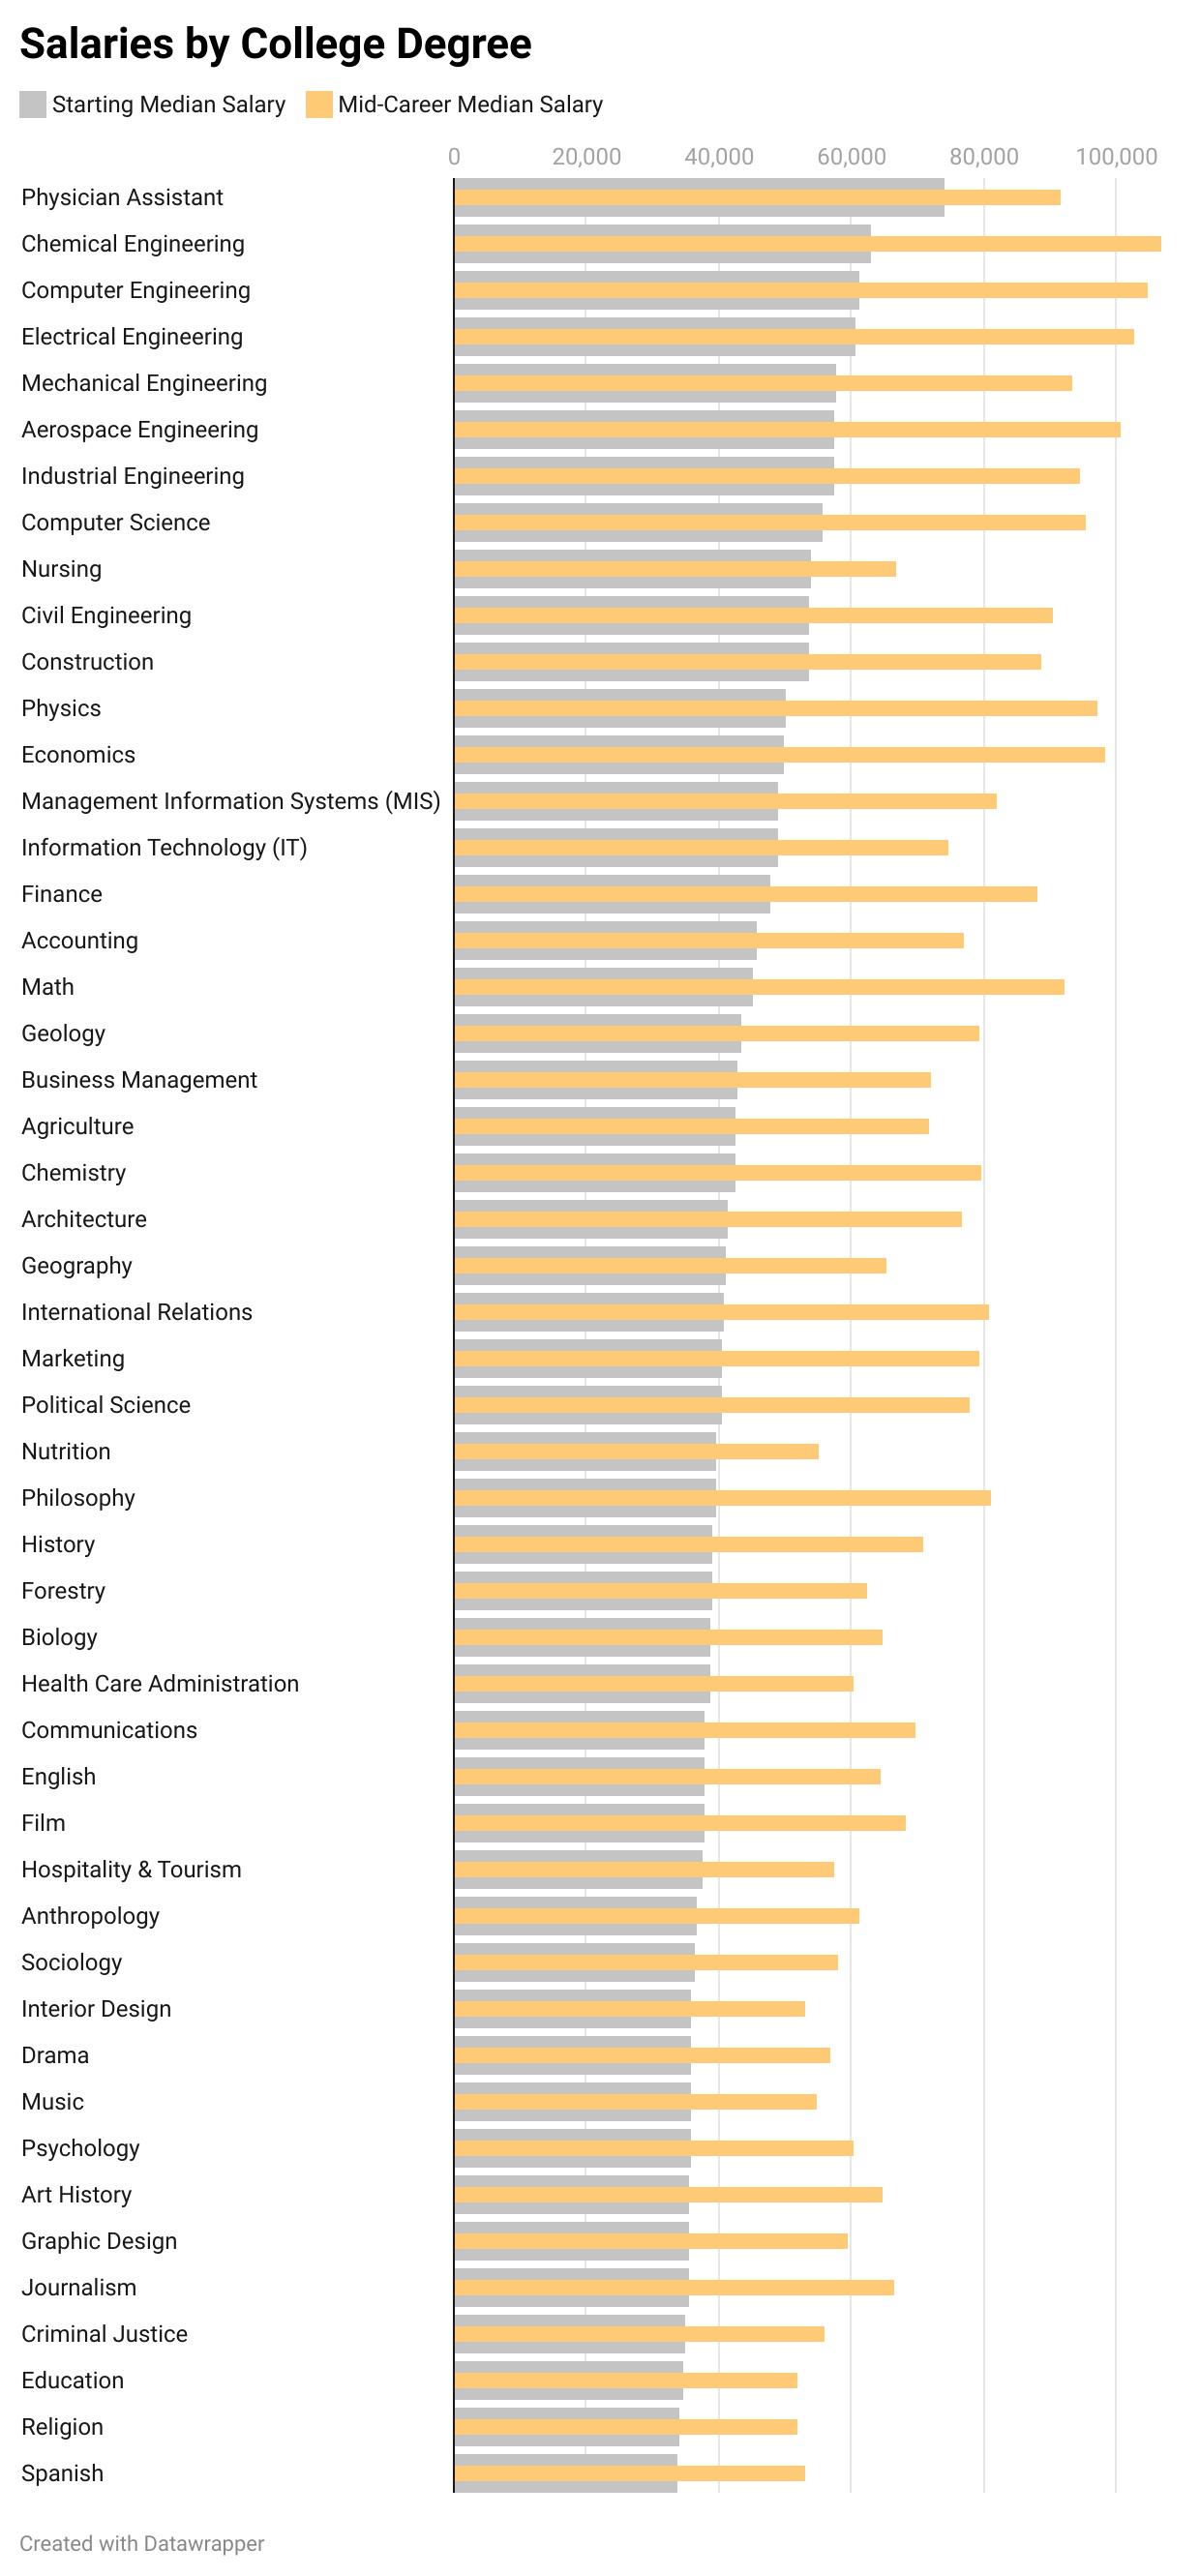 Salaries by College Degree
Starting Median Salary Mid-Career Median Salary
0 20,000 40,000 60,000 80,000 100,000
Physician Assistant
Chemical Engineering
Computer Engineering
Electrical Engineering
Mechanical Engineering
Aerospace Engineering
Industrial Engineering
Computer Science
Nursing
Civil Engineering
Construction
Physics
Economics
Management Information Systems (MIS)
Information Technology (IT)
Finance
Accounting
Math
Geology
Business Management
Agriculture
Chemistry
Architecture
Geography
International Relations
Marketing
Political Science
Nutrition
Philosophy
History
Forestry
Biology
Health Care Administration
Communications
English
Film
Hospitality & Tourism
Anthropology
Sociology
Interior Design
Drama
Music
Psychology
Art History
Graphic Design
Journalism
Criminal Justice
Education
Religion
Spanish
Created with Datawrapper